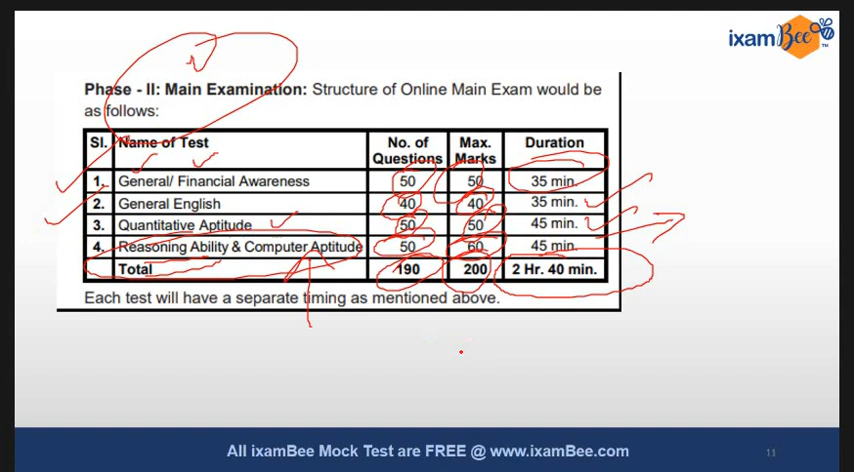 ixamBee™
Phase - II: Main Examination: Structure of Online Main Exam would be
as follows:
Sl. Name of Test No. of Questions Max. Marks Duration
1. General/ Financial Awareness 50 50 35 min.
2. General English 40 40 35 min.
3. Quantitative Aptitude 50 50 45 min.
4. Reasoning Ability & Computer Aptitude 50 60 45 min.
Total 190 200 2 Hr. 40 min.
Each test will have a separate timing as mentioned above.
All ixamBee Mock Test are FREE @ www.ixamBee.com 11